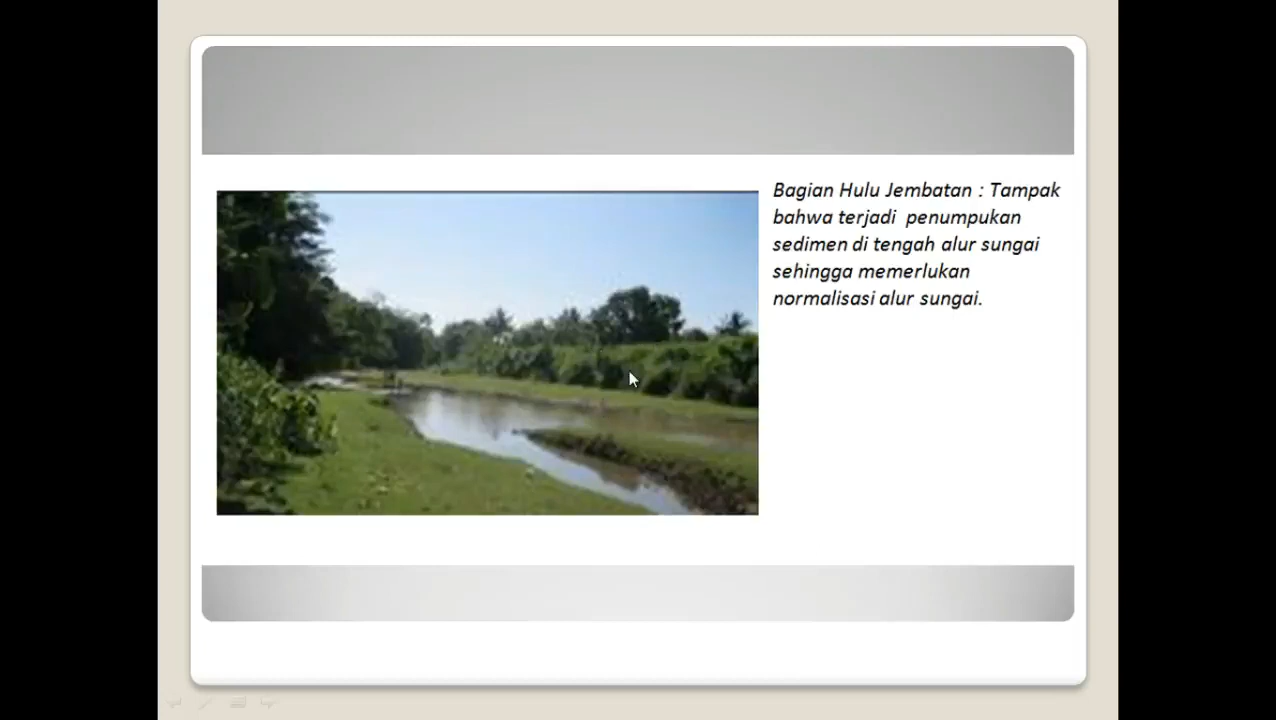 Bagian Hulu Jembatan : Tampak
bahwa terjadi penumpukan
sedimen di tengah alur sungai
sehingga memerlukan
normalisasi alur sungai.